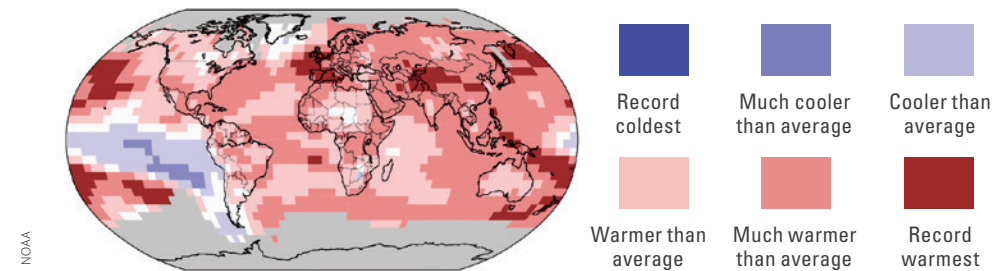 NOAA
Record
coldest
Much cooler
than average
Cooler than
average
Warmer than
average
Much warmer
than average
Record
warmest